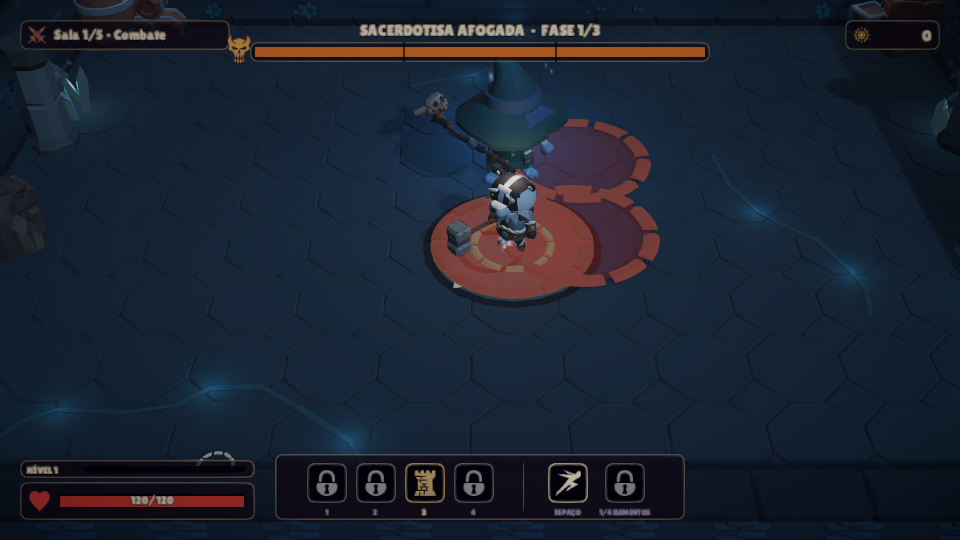 Sala 1/5 - Combate
SACERDOTISA AFOGADA - FASE 1/3
0
NÍVEL 1
120/120
1
2
3
4
ESPAÇO
1/4 ELEMENTOS